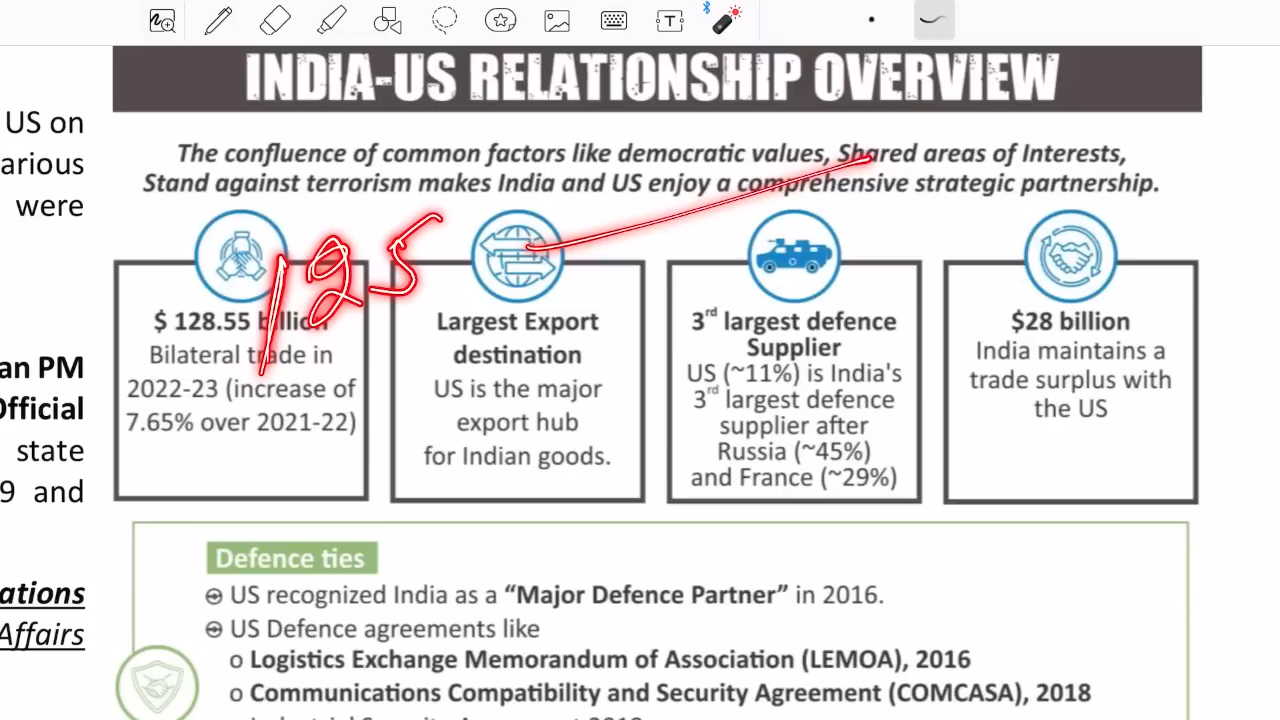 INDIA-US RELATIONSHIP OVERVIEW
US on
arious
were
The confluence of common factors like democratic values, Shared areas of Interests,
Stand against terrorism makes India and US enjoy a comprehensive strategic partnership.
125
$ 128.55 billion
Bilateral trade in
2022-23 (increase of
7.65% over 2021-22)
Largest Export
destination
US is the major
export hub
for Indian goods.
3rd largest defence
Supplier
US (~11%) is India's
3rd largest defence
supplier after
Russia (~45%)
and France (~29%)
$28 billion
India maintains a
trade surplus with
the US
an PM
Official
state
9 and
ations
Affairs
Defence ties
US recognized India as a “Major Defence Partner” in 2016.
US Defence agreements like
o Logistics Exchange Memorandum of Association (LEMOA), 2016
o Communications Compatibility and Security Agreement (COMCASA), 2018